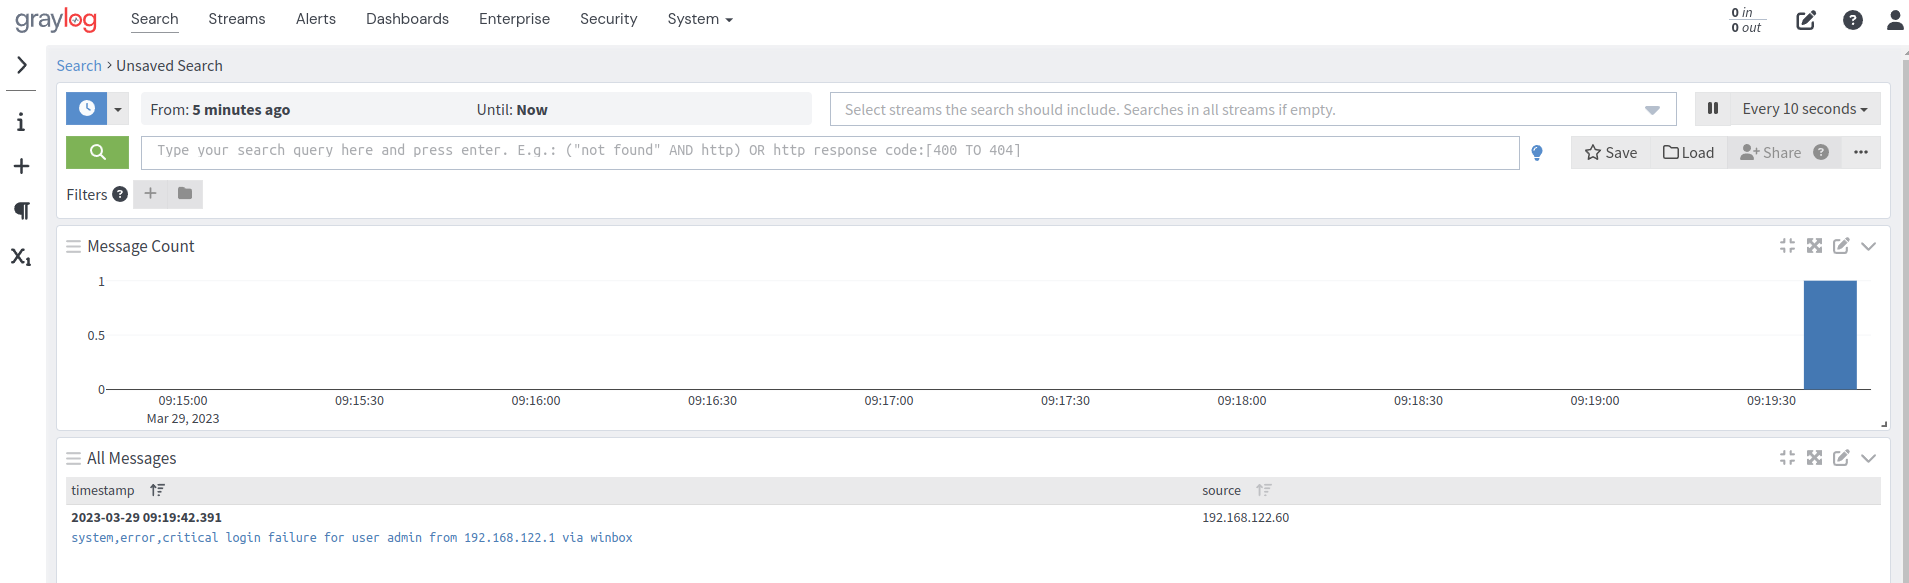 graylog Search Streams Alerts Dashboards Enterprise Security System 0 in
0 out
Search > Unsaved Search
From: 5 minutes ago Until: Now Select streams the search should include. Searches in all streams if empty. Every 10 seconds
Type your search query here and press enter. E.g.: ("not found" AND http) OR http response code:[400 TO 404] Save Load Share
Filters
Message Count
1
0.5
0
09:15:00 09:15:30 09:16:00 09:16:30 09:17:00 09:17:30 09:18:00 09:18:30 09:19:00 09:19:30
Mar 29, 2023
All Messages
timestamp source
2023-03-29 09:19:42.391 192.168.122.60
system,error,critical login failure for user admin from 192.168.122.1 via winbox